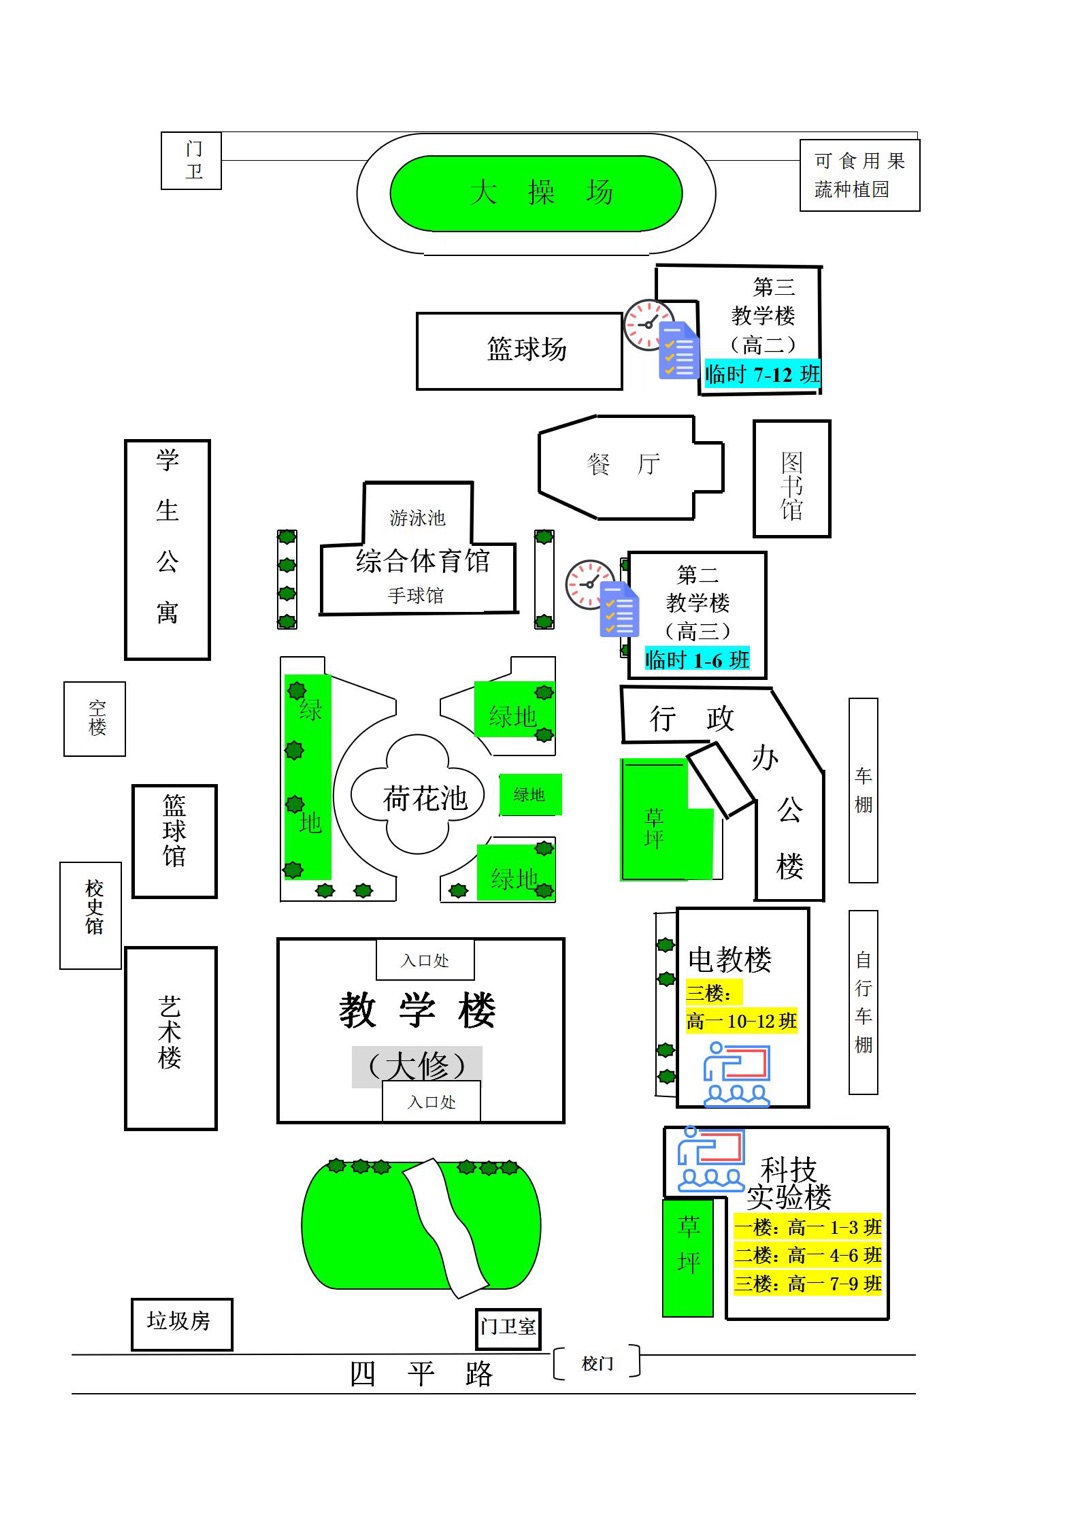 门
卫
大 操 场
可食用果
蔬种植园
第三
教学楼
（高二）
临时 7-12 班
篮球场
餐 厅
图
书
馆
学
生
公
寓
游泳池
综合体育馆
手球馆
第二
教学楼
（高三）
临时 1-6 班
空
楼
绿
地
绿地
荷花池
绿地
绿地
行 政
办
公
楼
草
坪
车
棚
篮
球
馆
校
史
馆
入口处
教 学 楼
（大修）
入口处
电教楼
三楼：
高一 10-12 班
自
行
车
棚
艺
术
楼
科技
实验楼
一楼：高一 1-3 班
二楼：高一 4-6 班
三楼：高一 7-9 班
草
坪
垃圾房
门卫室
四 平 路
校门